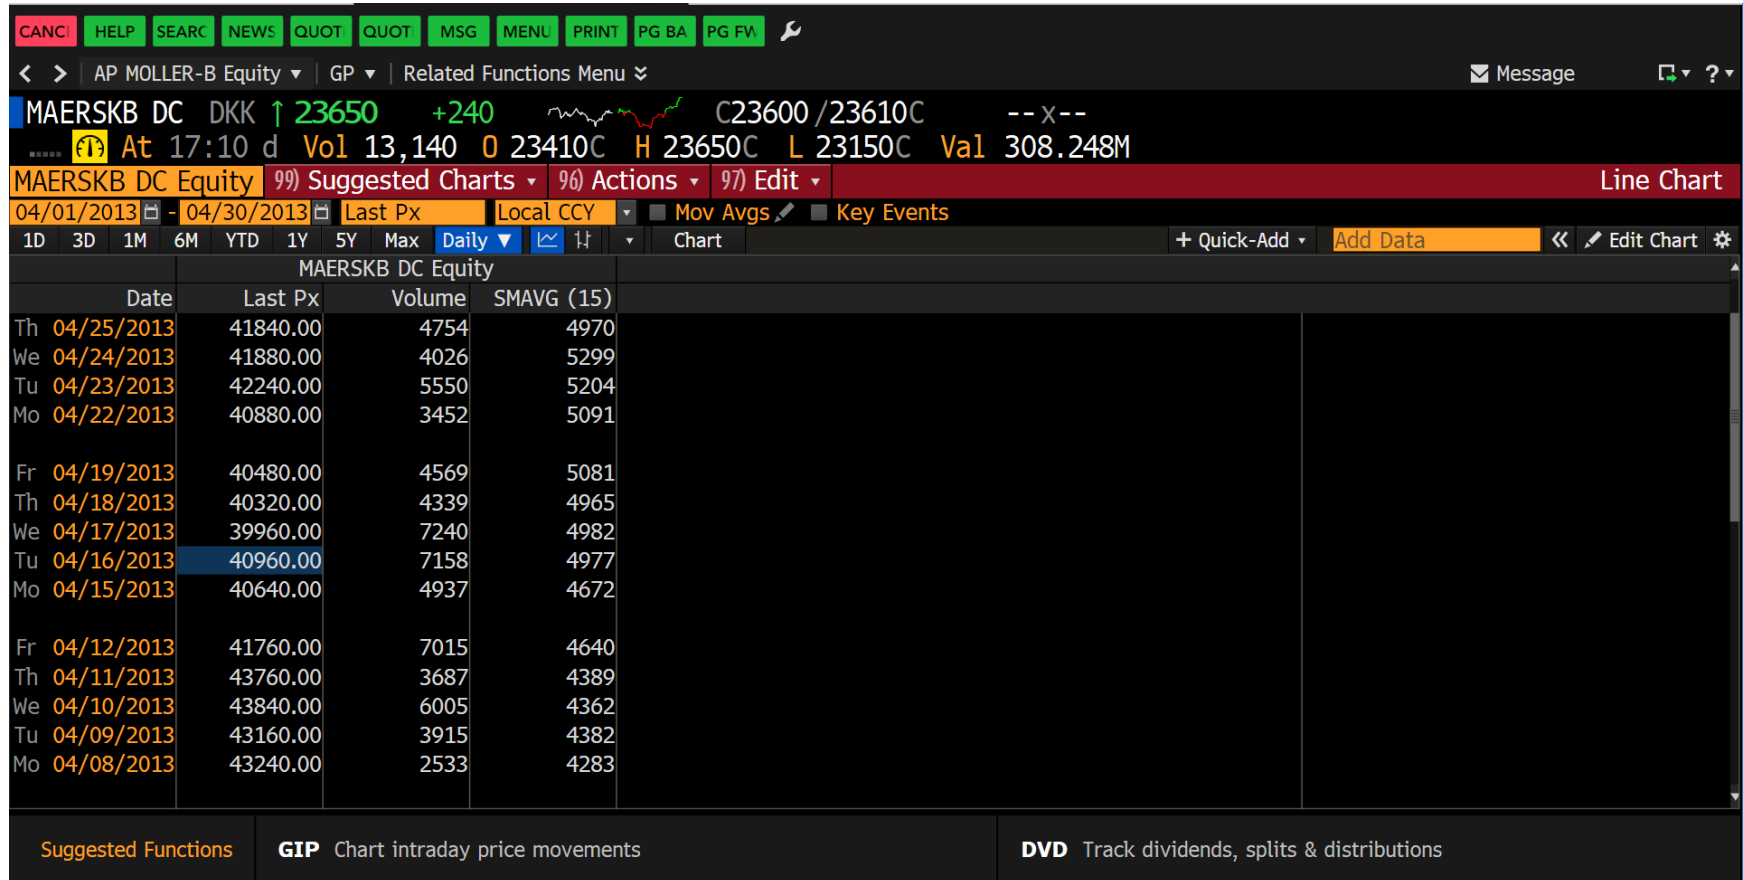 CANC HELP SEARC NEWS QUOT QUOT MSG MENU PRINT PG BA PG FW
AP MOLLER-B Equity GP Related Functions Menu Message ?
MAERSKB DC DKK ↑ 23650 +240 C23600 /23610C --x--
At 17:10 d Vol 13,140 O 23410C H 23650C L 23150C Val 308.248M
MAERSKB DC Equity 99) Suggested Charts 96) Actions 97) Edit Line Chart
04/01/2013 - 04/30/2013 Last Px Local CCY Mov Avgs Key Events
1D 3D 1M 6M YTD 1Y 5Y Max Daily ▼ Chart + Quick-Add Add Data « Edit Chart
MAERSKB DC Equity
Date Last Px Volume SMAVG (15)
Th 04/25/2013 41840.00 4754 4970
We 04/24/2013 41880.00 4026 5299
Tu 04/23/2013 42240.00 5550 5204
Mo 04/22/2013 40880.00 3452 5091
Fr 04/19/2013 40480.00 4569 5081
Th 04/18/2013 40320.00 4339 4965
We 04/17/2013 39960.00 7240 4982
Tu 04/16/2013 40960.00 7158 4977
Mo 04/15/2013 40640.00 4937 4672
Fr 04/12/2013 41760.00 7015 4640
Th 04/11/2013 43760.00 3687 4389
We 04/10/2013 43840.00 6005 4362
Tu 04/09/2013 43160.00 3915 4382
Mo 04/08/2013 43240.00 2533 4283
Suggested Functions GIP Chart intraday price movements DVD Track dividends, splits & distributions